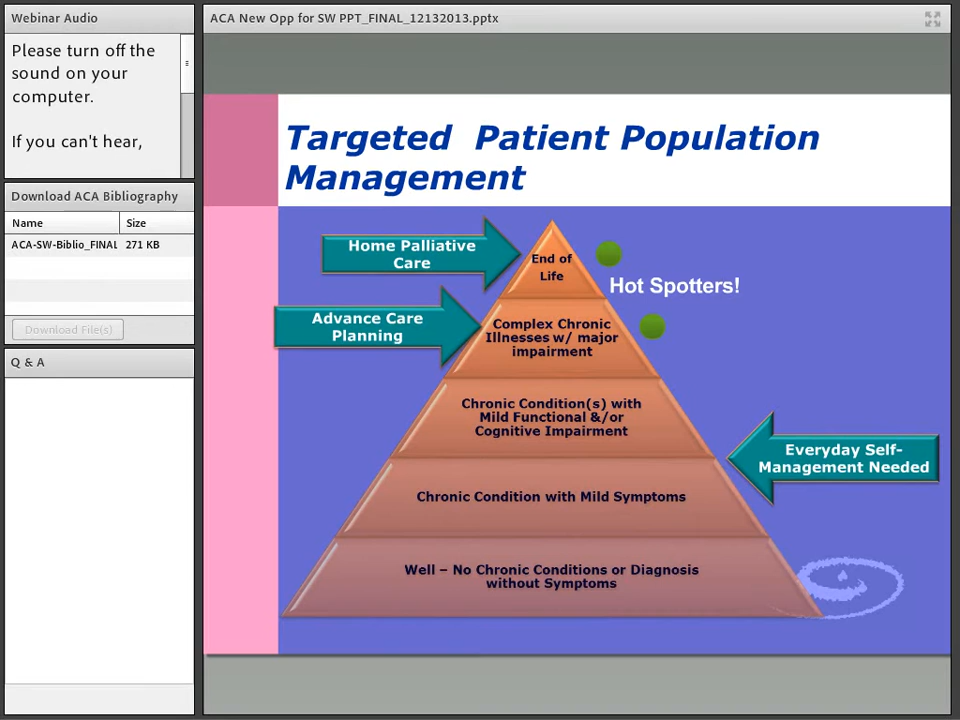 Webinar Audio
Please turn off the
sound on your
computer.
If you can't hear,
Download ACA Bibliography
Name Size
ACA-SW-Biblio_FINAL 271 KB
Download File(s)
Q & A
ACA New Opp for SW PPT_FINAL_12132013.pptx
Targeted Patient Population
Management
Home Palliative
Care
End of
Life
Hot Spotters!
Advance Care
Planning
Complex Chronic
Illnesses w/ major
impairment
Chronic Condition(s) with
Mild Functional &/or
Cognitive Impairment
Everyday Self-
Management Needed
Chronic Condition with Mild Symptoms
Well – No Chronic Conditions or Diagnosis
without Symptoms